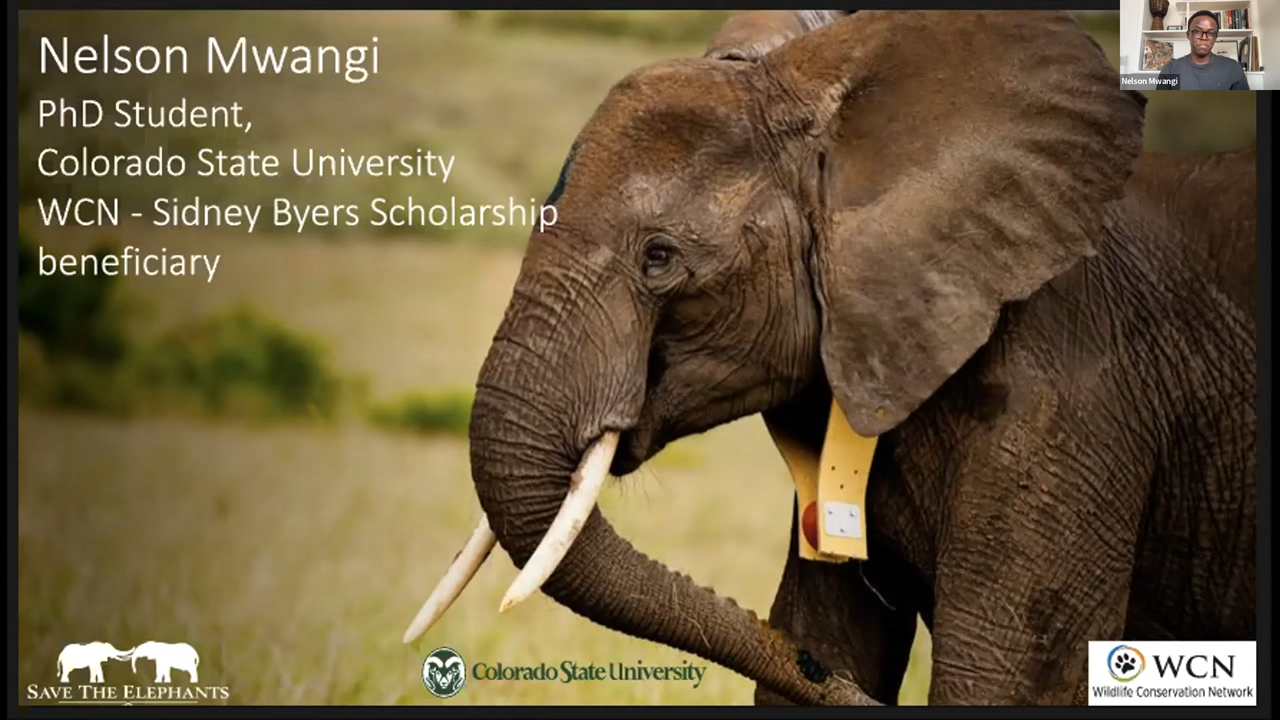 Nelson Mwangi
PhD Student,
Colorado State University
WCN - Sidney Byers Scholarship
beneficiary
Nelson Mwangi
SAVE THE ELEPHANTS
Colorado State University
WCN
Wildlife Conservation Network